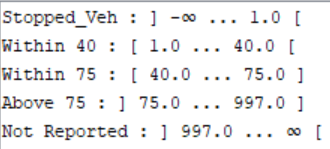 Stopped_Veh : ] -∞ ... 1.0 [
Within 40 : [ 1.0 ... 40.0 [
Within 75 : [ 40.0 ... 75.0 ]
Above 75 : ] 75.0 ... 997.0 ]
Not Reported : ] 997.0 ... ∞ [